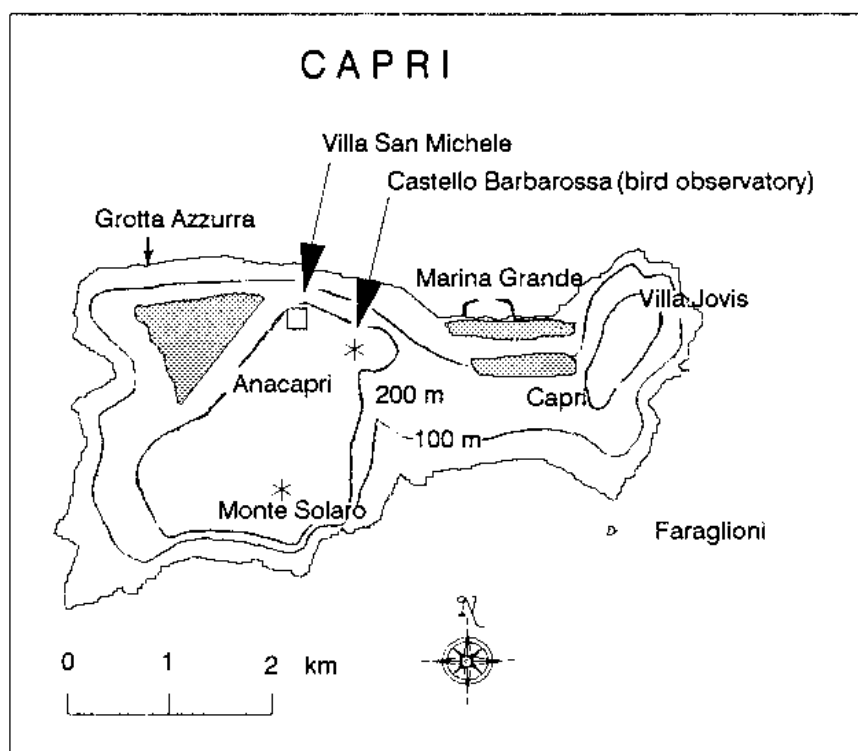 CAPRI
Villa San Michele
Castello Barbarossa (bird observatory)
Grotta Azzurra
Marina Grande
Villa Jovis
Anacapri
200 m
Capri
100 m
Monte Solaro
Faraglioni
N
0 1 2 km